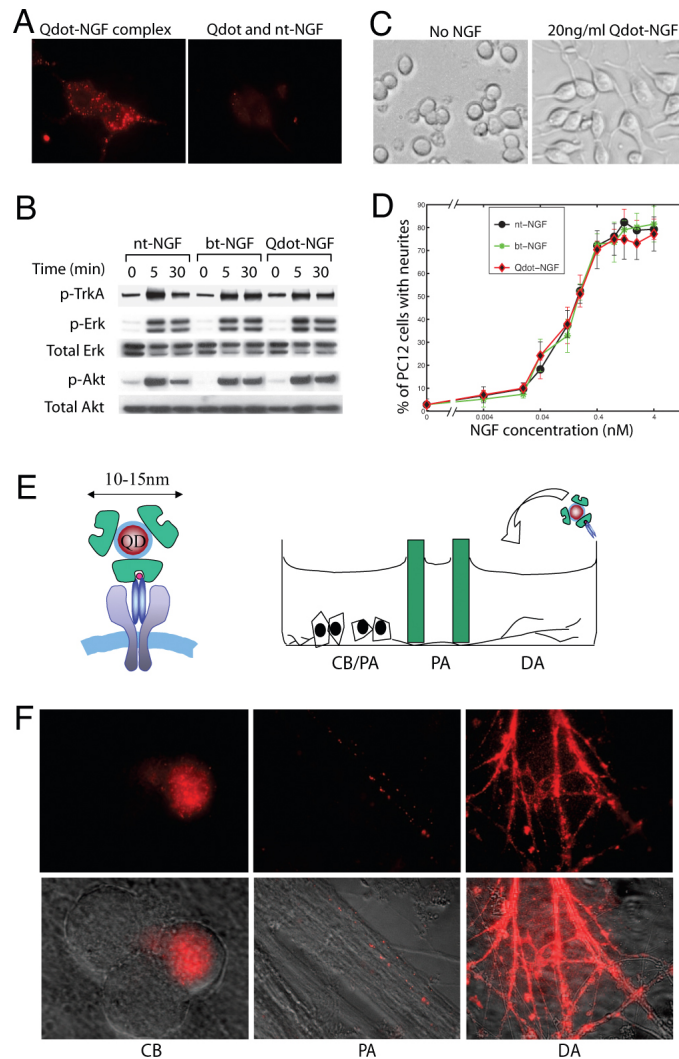 A
Qdot-NGF complex
Qdot and nt-NGF
C
No NGF
20ng/ml Qdot-NGF
B
nt-NGF bt-NGF Qdot-NGF
Time (min) 0 5 30 0 5 30 0 5 30
p-TrkA
p-Erk
Total Erk
p-Akt
Total Akt
D
% of PC12 cells with neurites
90
80
70
60
50
40
30
20
10
0
nt-NGF
bt-NGF
Qdot-NGF
0 0.004 0.04 0.4 4
NGF concentration (nM)
E
10-15nm
QD
CB/PA PA DA
F
CB PA DA